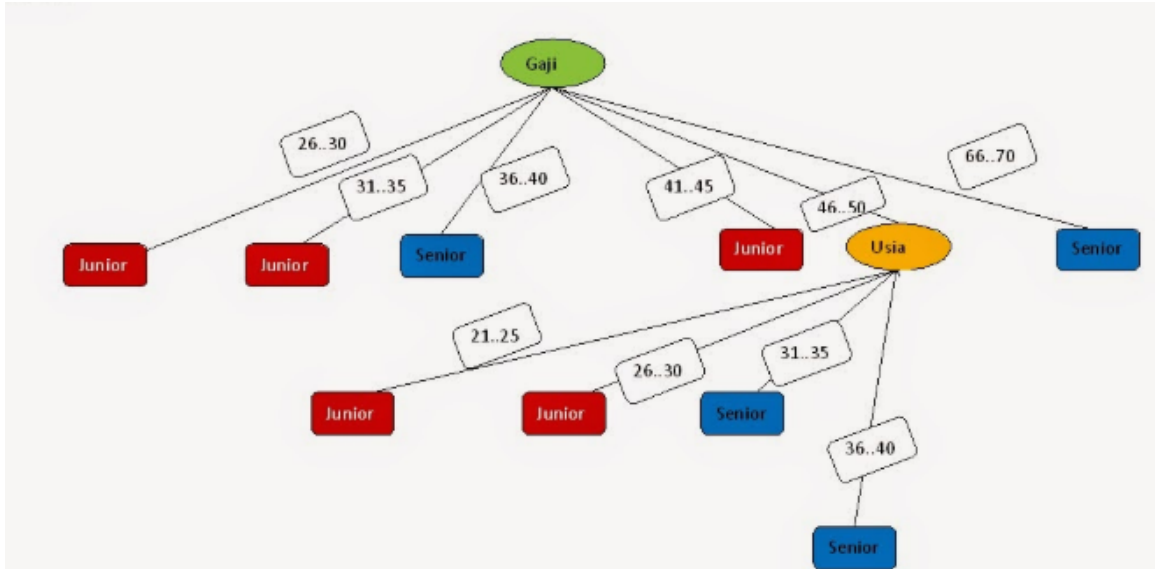 Gaji
26..30
31..35
36..40
41..45
46..50
66..70
Junior
Junior
Senior
Junior
Usia
Senior
21..25
26..30
31..35
Junior
Junior
Senior
36..40
Senior